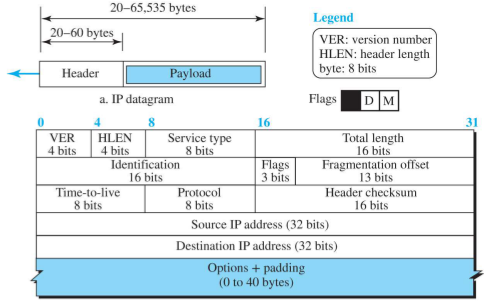 20–65,535 bytes
20–60 bytes
Header
Payload
a. IP datagram
Legend
VER: version number
HLEN: header length
byte: 8 bits
Flags D M
0 4 8 16 31
VER HLEN Service type Total length
4 bits 4 bits 8 bits 16 bits
Identification Flags Fragmentation offset
16 bits 3 bits 13 bits
Time-to-live Protocol Header checksum
8 bits 8 bits 16 bits
Source IP address (32 bits)
Destination IP address (32 bits)
Options + padding
(0 to 40 bytes)